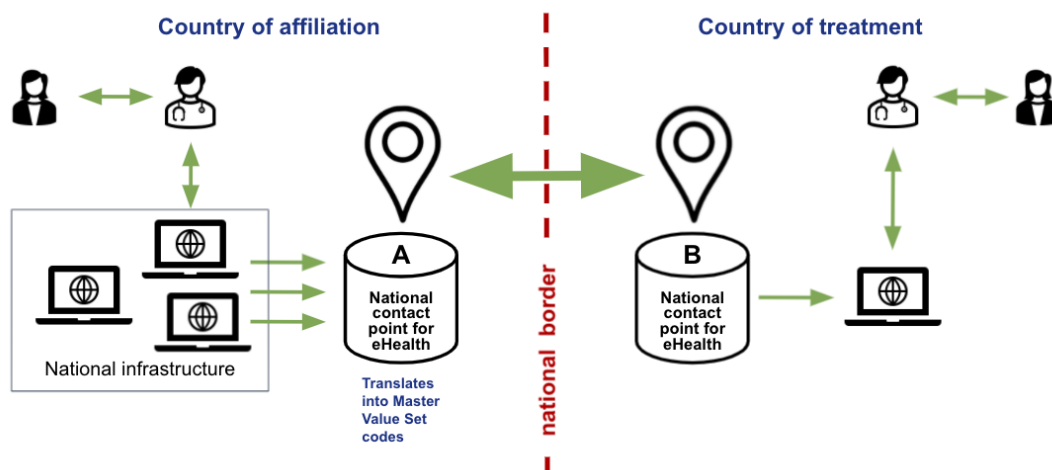 Country of affiliation
Country of treatment
A
National
contact
point for
eHealth
B
National
contact
point for
eHealth
National infrastructure
Translates
into Master
Value Set
codes
national border